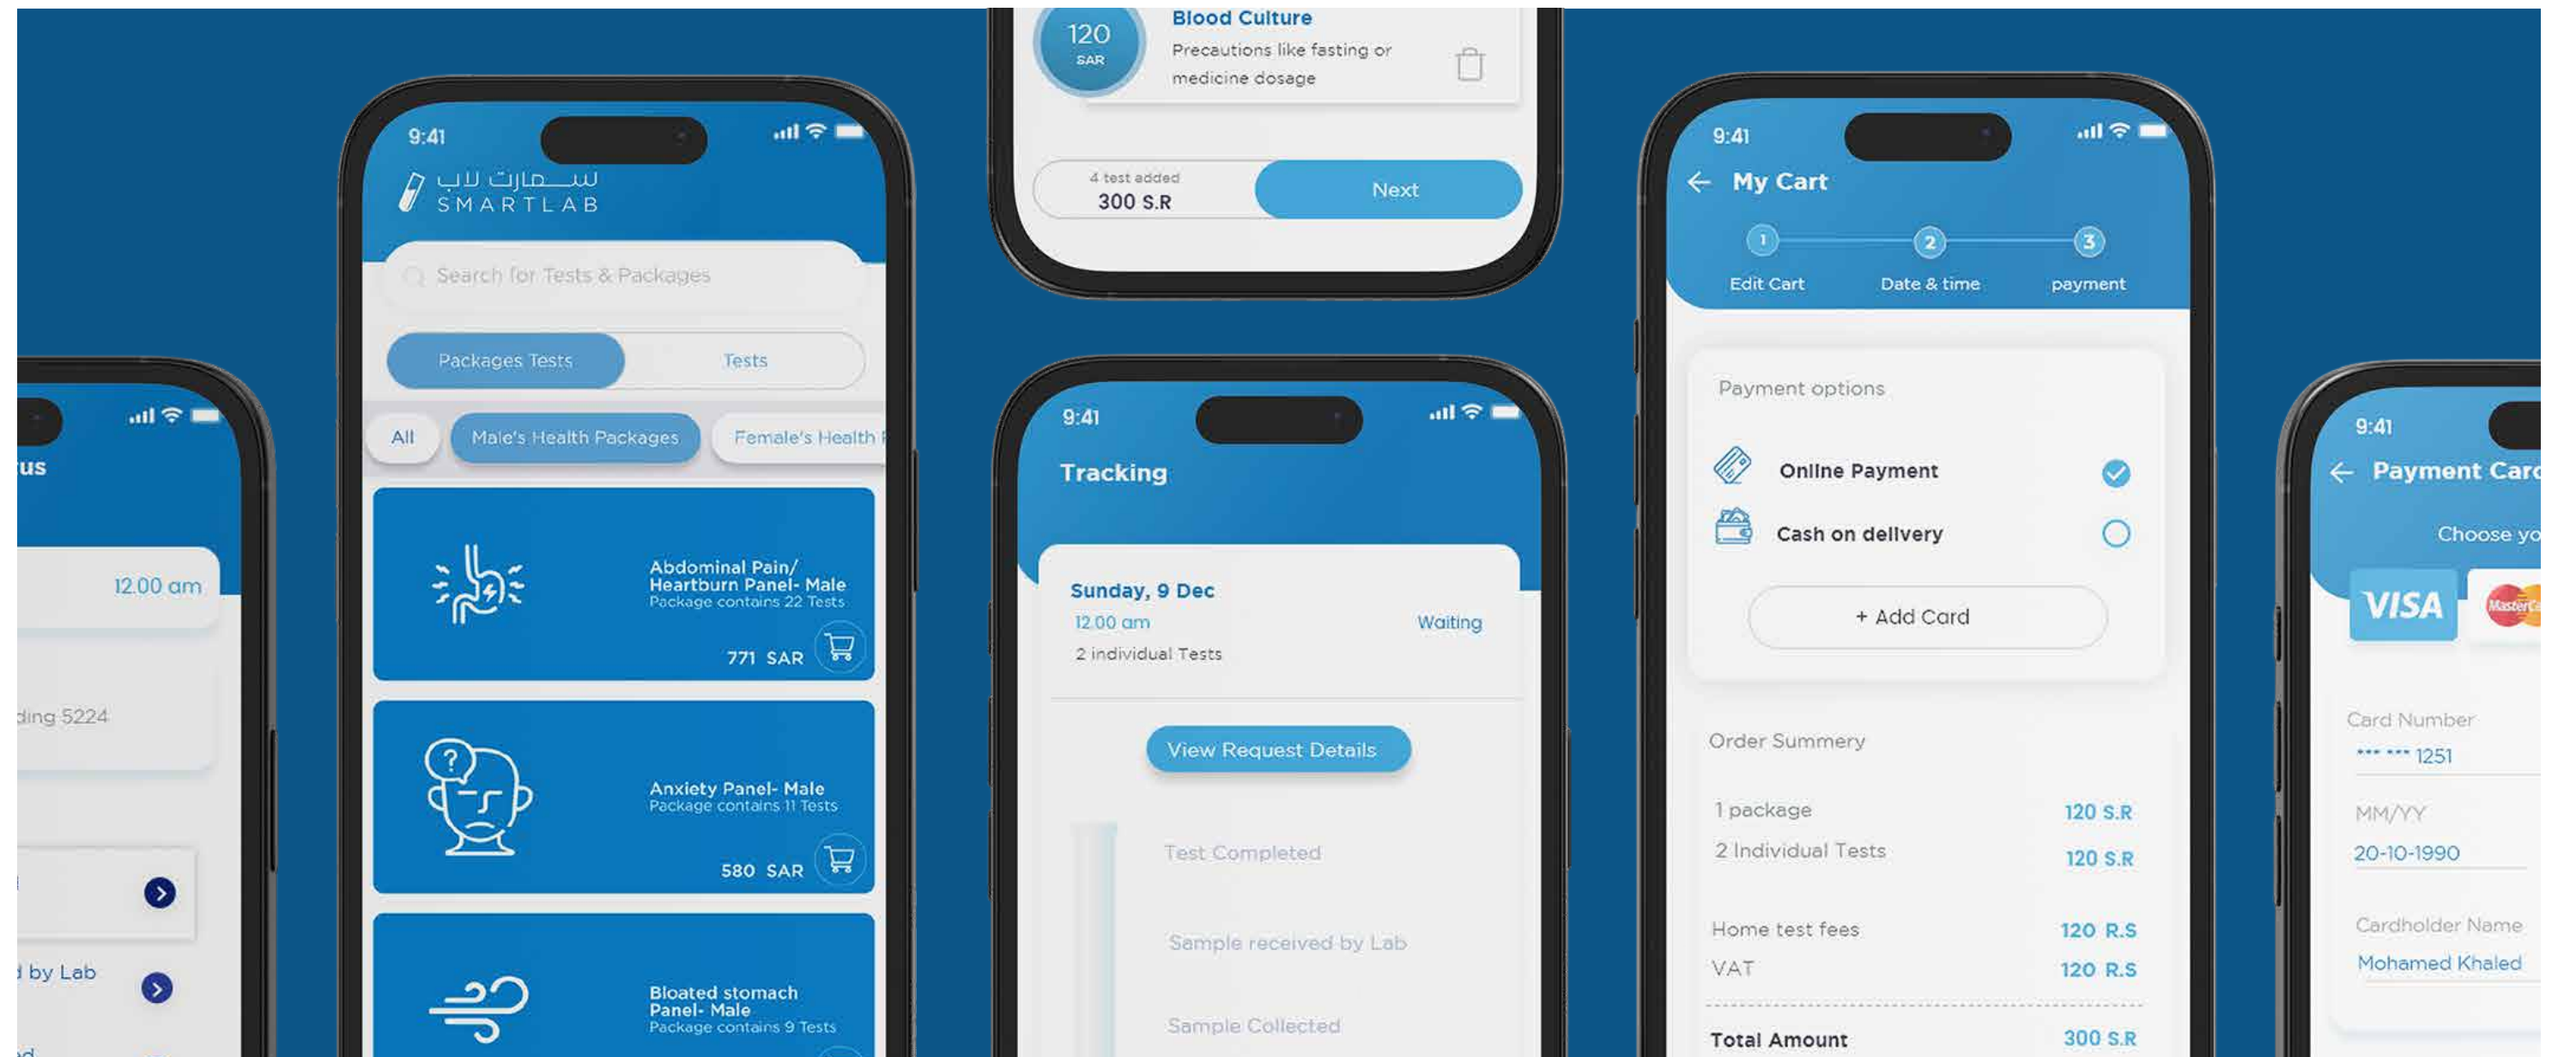 us
12.00 am
ding 5224
d by Lab
ed
9:41
سمارت لاب
SMARTLAB
Search for Tests & Packages
Packages Tests
Tests
All
Male's Health Packages
Female's Health
Abdominal Pain/
Heartburn Panel- Male
Package contains 22 Tests
771 SAR
?
Anxiety Panel- Male
Package contains 11 Tests
580 SAR
Bloated stomach
Panel- Male
Package contains 9 Tests
120
SAR
Blood Culture
Precautions like fasting or
medicine dosage
4 test added
300 S.R
Next
9:41
Tracking
Sunday, 9 Dec
12.00 am
Waiting
2 individual Tests
View Request Details
Test Completed
Sample received by Lab
Sample Collected
9:41
My Cart
1
2
3
Edit Cart
Date & time
payment
Payment options
Online Payment
Cash on delivery
+ Add Card
Order Summery
1 package 120 S.R
2 Individual Tests 120 S.R
Home test fees 120 R.S
VAT 120 R.S
Total Amount 300 S.R
9:41
Payment Card
Choose yo
VISA
MasterCa
Card Number
*** *** 1251
MM/YY
20-10-1990
Cardholder Name
Mohamed Khaled